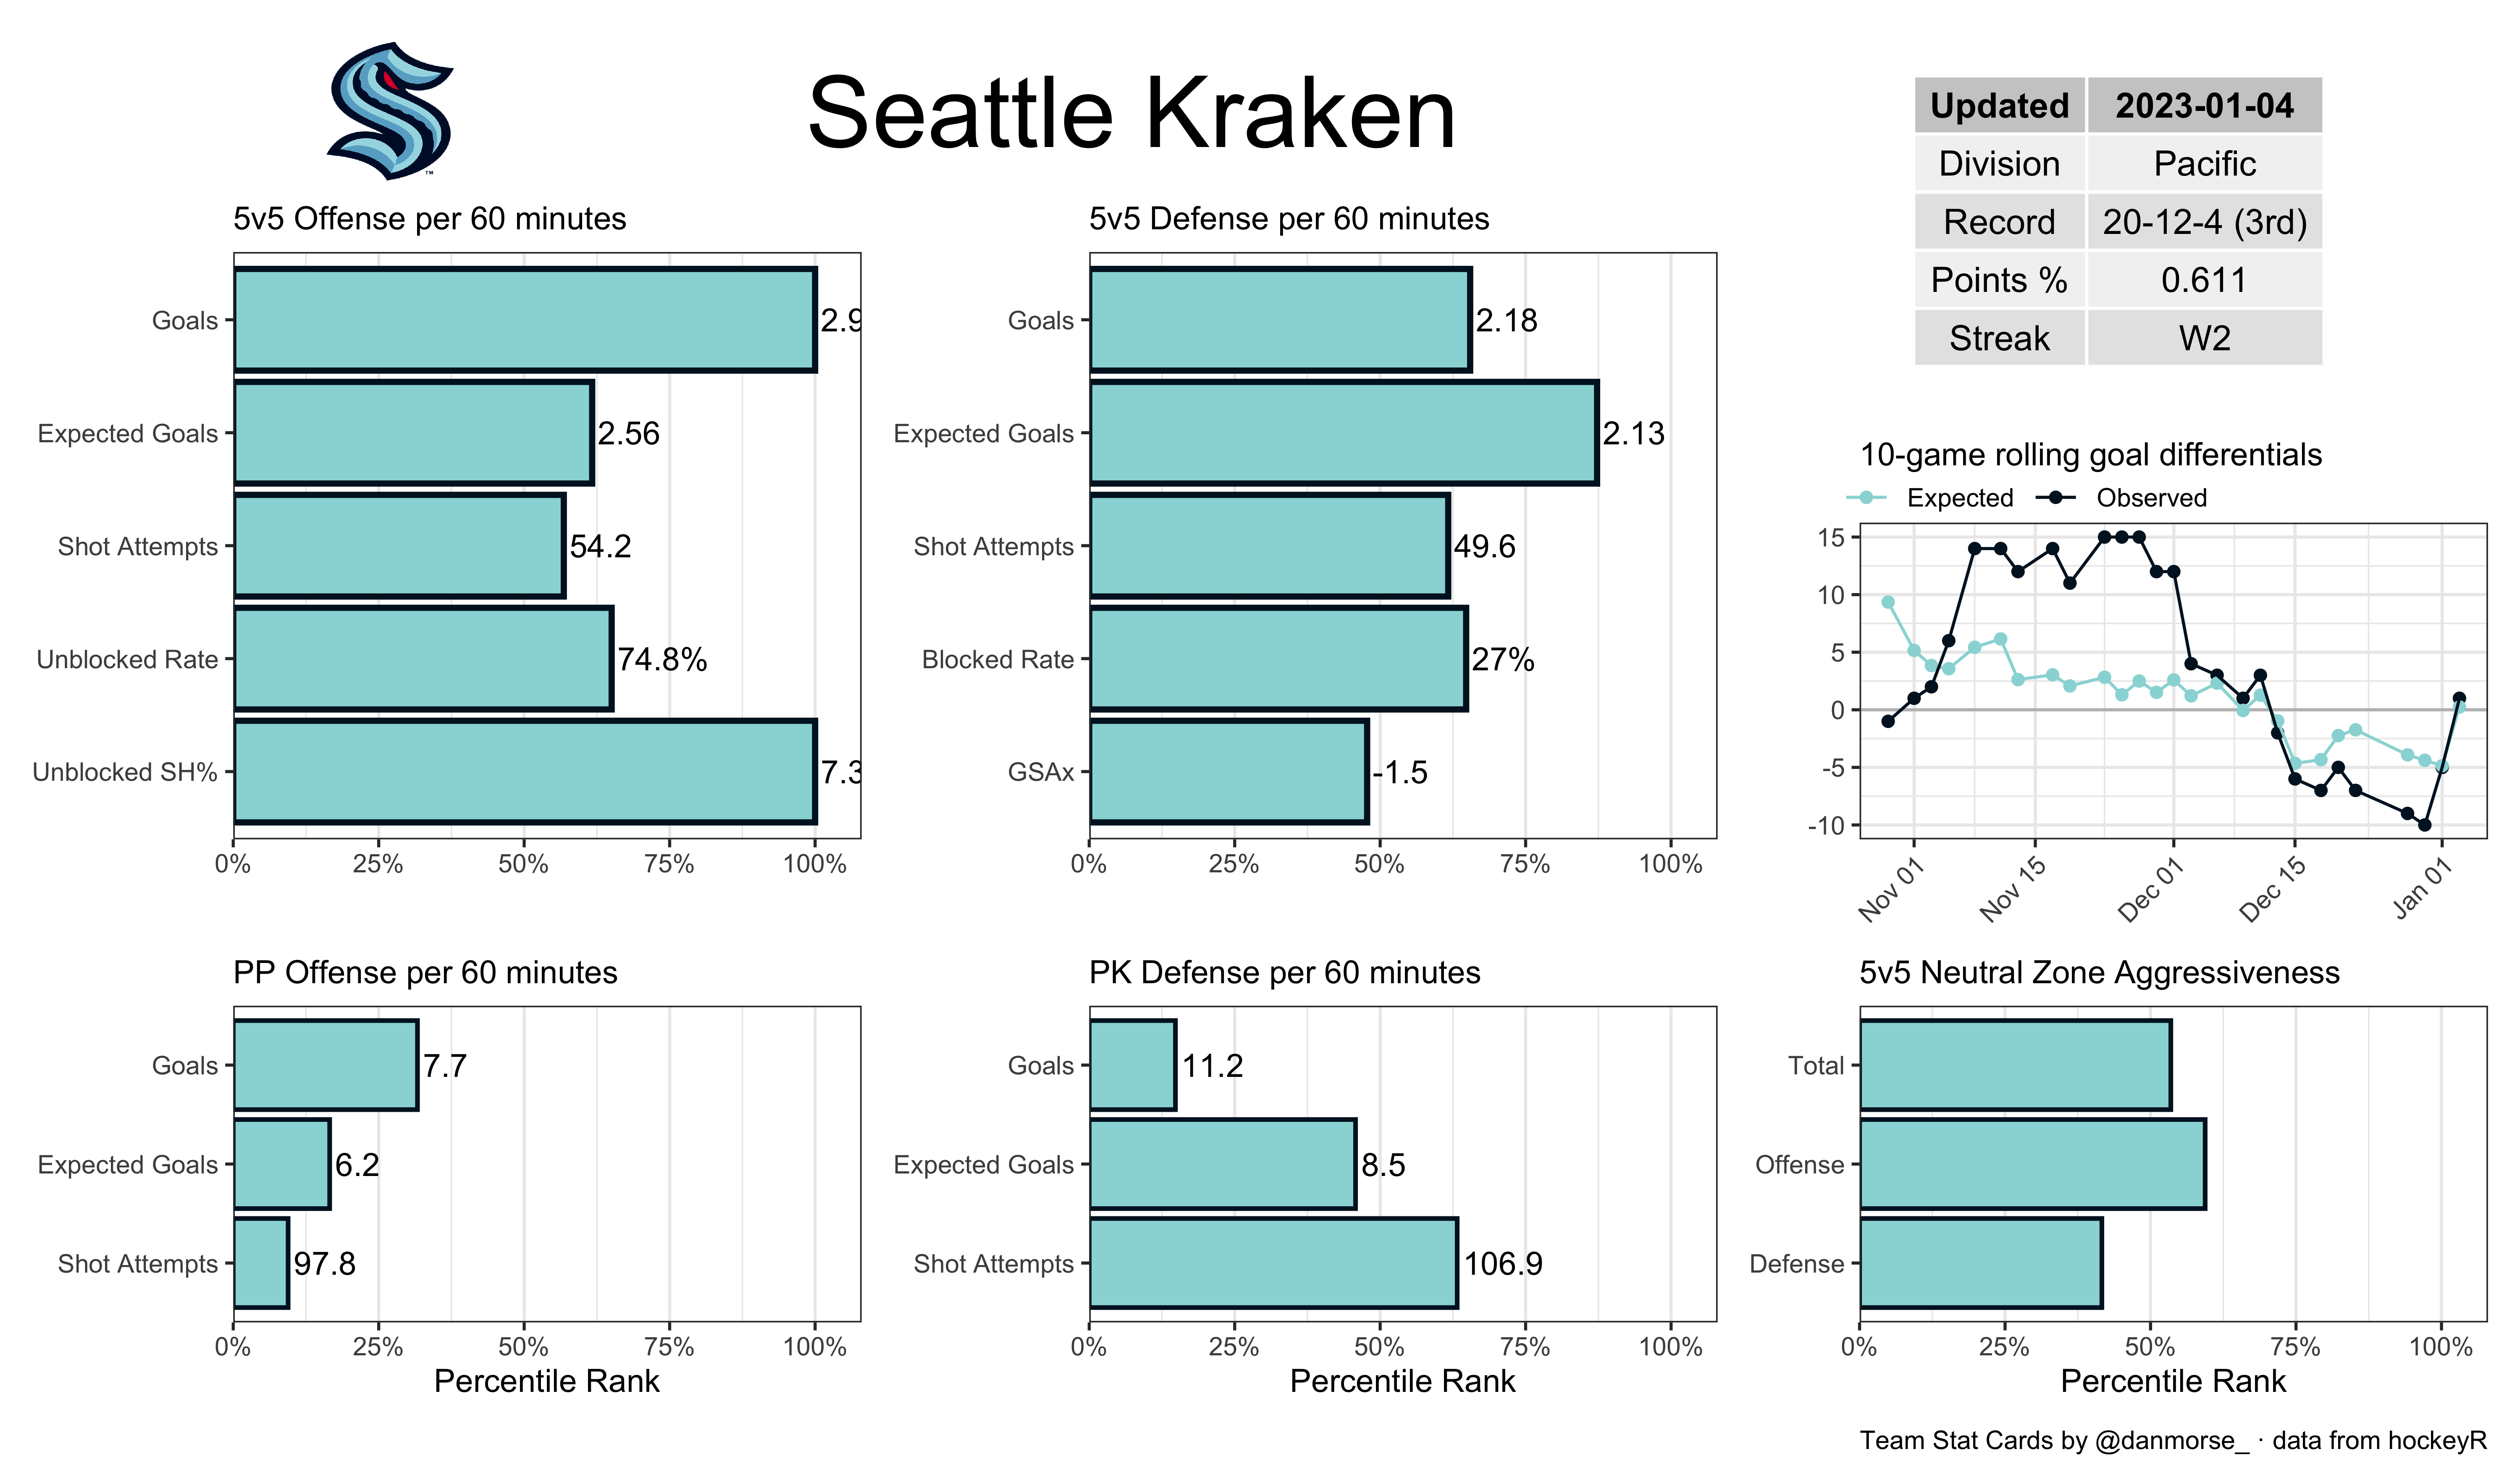 Seattle Kraken
Updated 2023-01-04
Division Pacific
Record 20-12-4 (3rd)
Points % 0.611
Streak W2
5v5 Offense per 60 minutes
Goals 2.9
Expected Goals 2.56
Shot Attempts 54.2
Unblocked Rate 74.8%
Unblocked SH% 7.3
0% 25% 50% 75% 100%
5v5 Defense per 60 minutes
Goals 2.18
Expected Goals 2.13
Shot Attempts 49.6
Blocked Rate 27%
GSAx -1.5
0% 25% 50% 75% 100%
10-game rolling goal differentials
Expected Observed
15
10
5
0
-5
-10
Nov 01 Nov 15 Dec 01 Dec 15 Jan 01
PP Offense per 60 minutes
Goals 7.7
Expected Goals 6.2
Shot Attempts 97.8
0% 25% 50% 75% 100%
Percentile Rank
PK Defense per 60 minutes
Goals 11.2
Expected Goals 8.5
Shot Attempts 106.9
0% 25% 50% 75% 100%
Percentile Rank
5v5 Neutral Zone Aggressiveness
Total
Offense
Defense
0% 25% 50% 75% 100%
Percentile Rank
Team Stat Cards by @danmorse_ · data from hockeyR